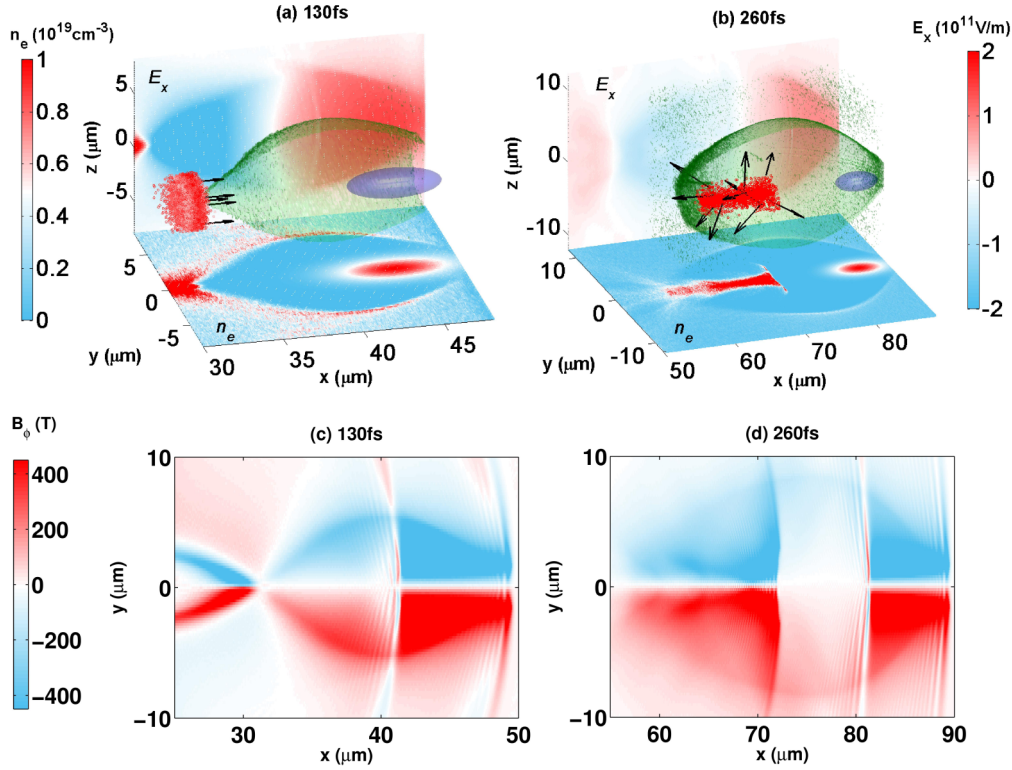 (a) 130fs
(b) 260fs
n_e (10^19 cm^-3)
E_x (10^11 V/m)
1
0.8
0.6
0.4
0.2
0
E_x
5
0
-5
z (μm)
n_e
5
0
-5
y (μm)
30
35
40
45
x (μm)
E_x
10
0
-10
z (μm)
n_e
10
0
-10
y (μm)
50
60
70
80
x (μm)
2
1
0
-1
-2
B_ϕ (T)
400
200
0
-200
-400
(c) 130fs
10
0
-10
y (μm)
30
40
50
x (μm)
(d) 260fs
10
0
-10
y (μm)
60
70
80
90
x (μm)